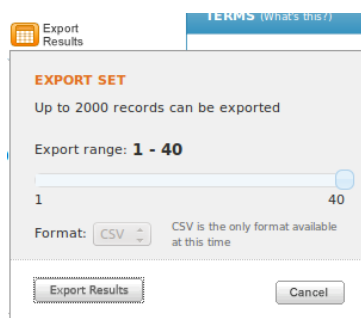 TERMS (What's this?)
Export
Results
EXPORT SET
Up to 2000 records can be exported
Export range: 1 - 40
1 40
Format: CSV CSV is the only format available
at this time
Export Results Cancel